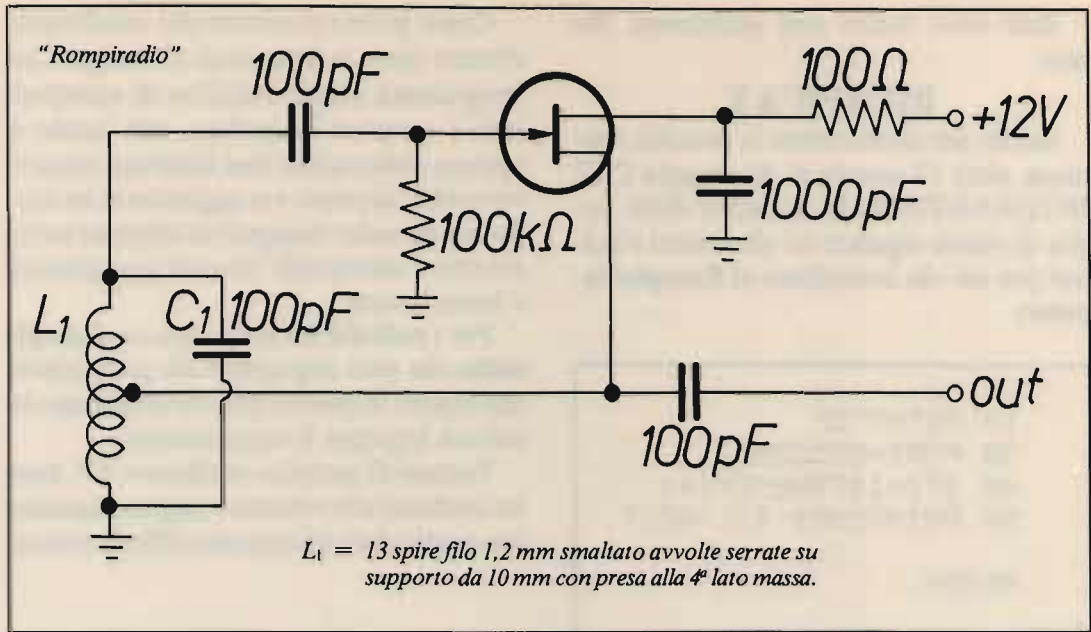 "Rompiradio"
100pF
100Ω
+12V
100kΩ
1000pF
L1
C1 100pF
out
100pF
L1 = 13 spire filo 1,2 mm smaltato avvolte serrate su
supporto da 10 mm con presa alla 4ª lato massa.